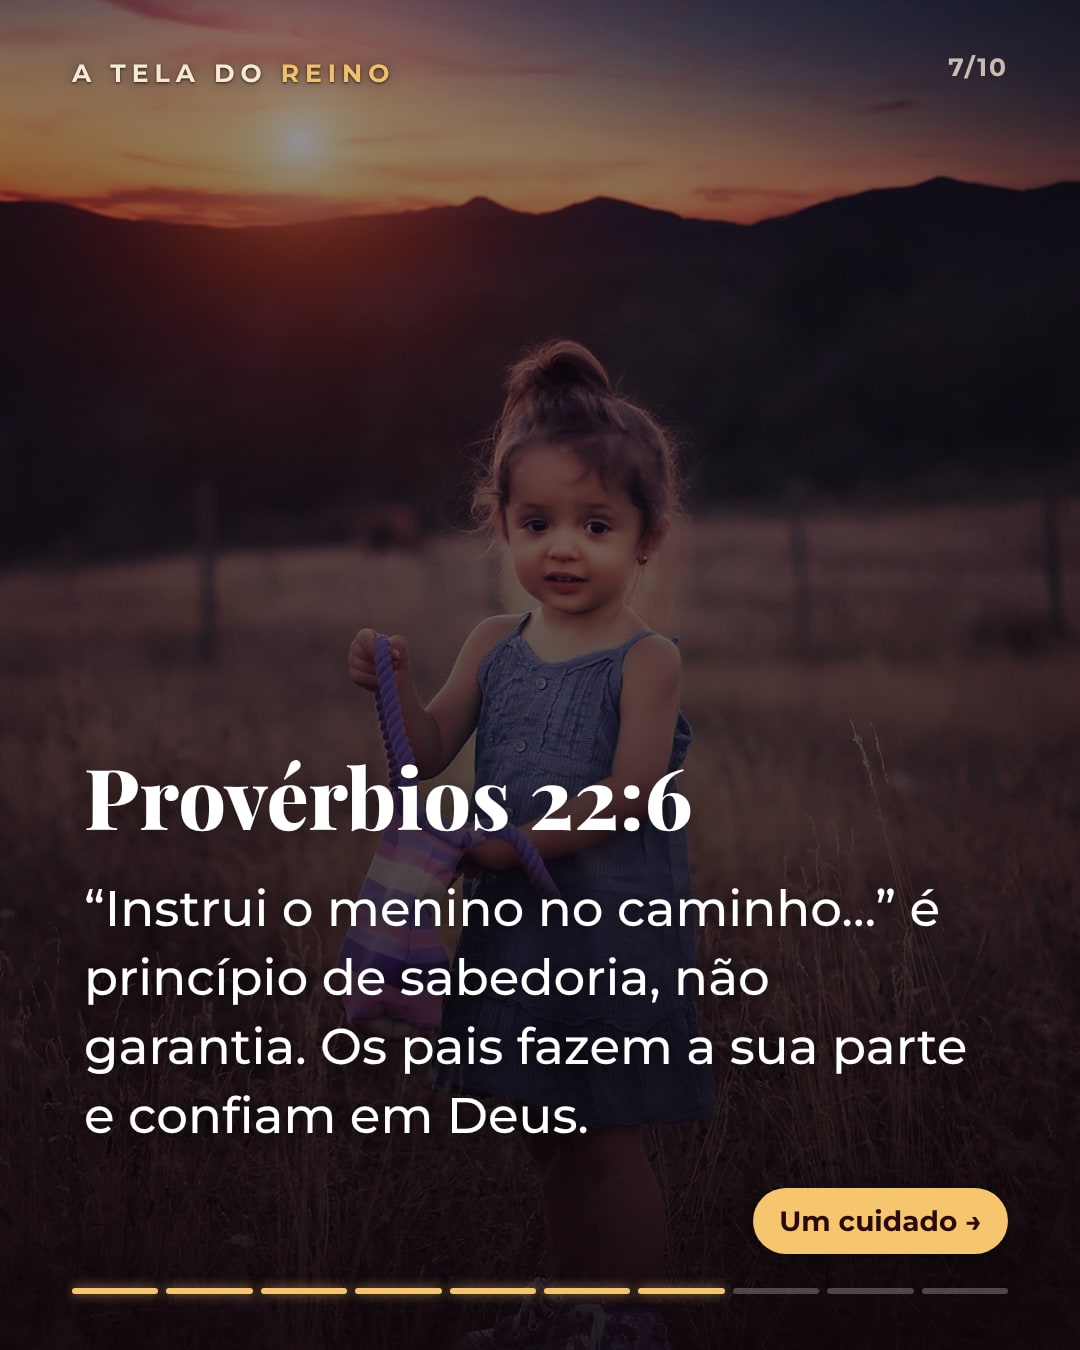 A TELA DO REINO
7/10
Provérbios 22:6
“Instrui o menino no caminho...” é
princípio de sabedoria, não
garantia. Os pais fazem a sua parte
e confiam em Deus.
Um cuidado →